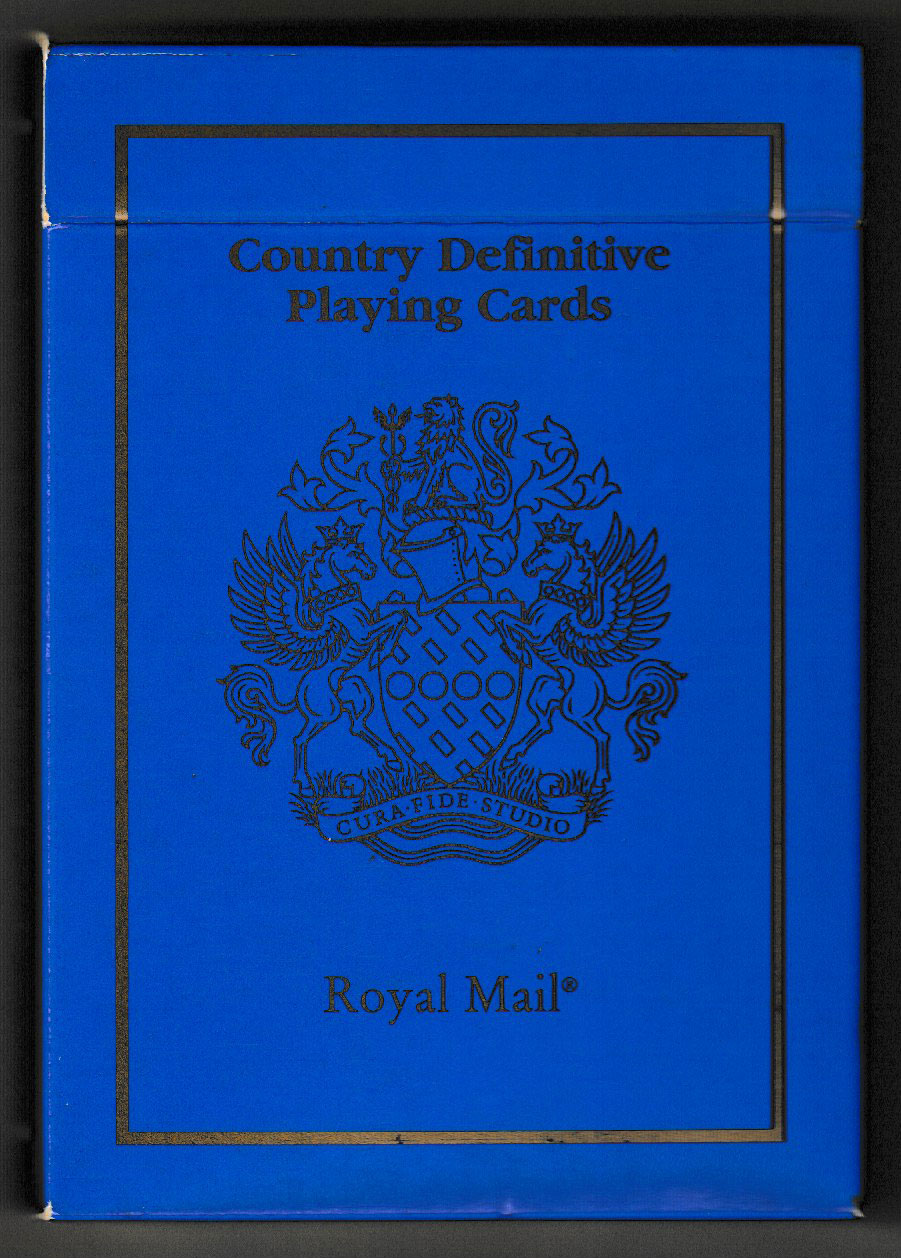 Country Definitive
Playing Cards
CURA·FIDE·STUDIO
Royal Mail®